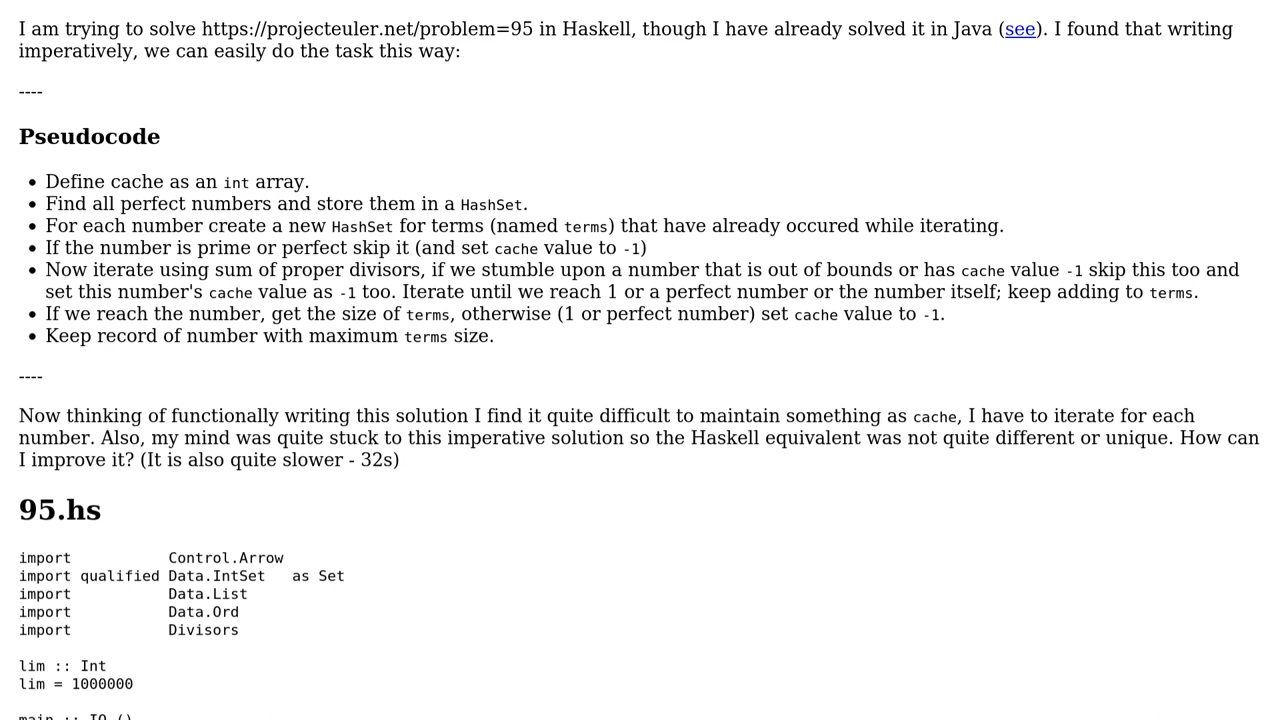 I am trying to solve https://projecteuler.net/problem=95 in Haskell, though I have already solved it in Java (see). I found that writing
imperatively, we can easily do the task this way:
----
Pseudocode
• Define cache as an int array.
• Find all perfect numbers and store them in a HashSet.
• For each number create a new HashSet for terms (named terms) that have already occured while iterating.
• If the number is prime or perfect skip it (and set cache value to -1)
• Now iterate using sum of proper divisors, if we stumble upon a number that is out of bounds or has cache value -1 skip this too and
set this number's cache value as -1 too. Iterate until we reach 1 or a perfect number or the number itself; keep adding to terms.
• If we reach the number, get the size of terms, otherwise (1 or perfect number) set cache value to -1.
• Keep record of number with maximum terms size.
----
Now thinking of functionally writing this solution I find it quite difficult to maintain something as cache, I have to iterate for each
number. Also, my mind was quite stuck to this imperative solution so the Haskell equivalent was not quite different or unique. How can
I improve it? (It is also quite slower - 32s)
95.hs
import           Control.Arrow
import qualified Data.IntSet   as Set
import           Data.List
import           Data.Ord
import           Divisors
lim :: Int
lim = 1000000
main :: IO ()